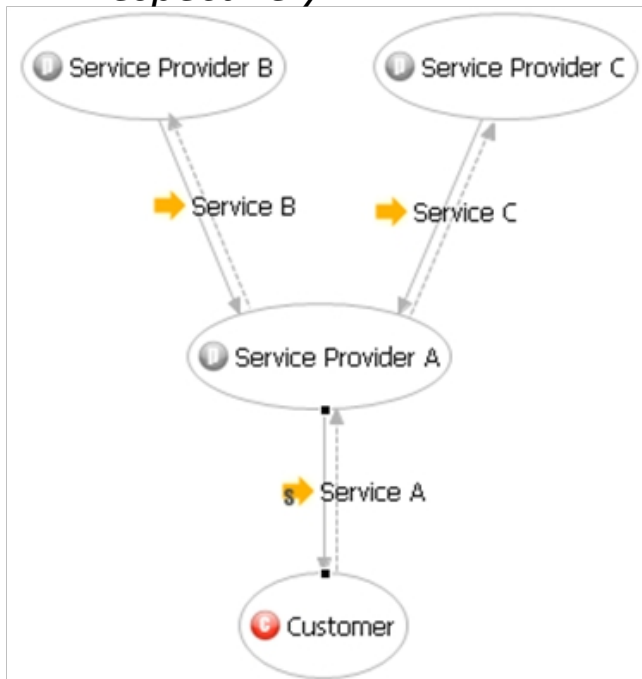 Service Provider B
Service Provider C
Service B
Service C
Service Provider A
S
Service A
C Customer